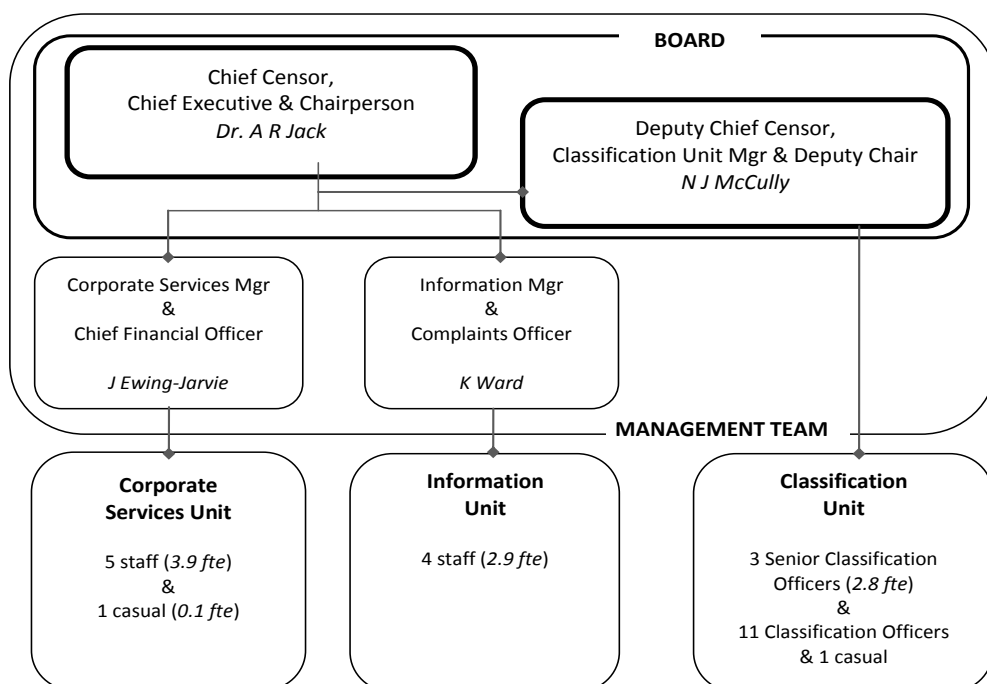 BOARD
Chief Censor,
Chief Executive & Chairperson
Dr. A R Jack
Deputy Chief Censor,
Classification Unit Mgr & Deputy Chair
N J McCully
Corporate Services Mgr
&
Chief Financial Officer
J Ewing-Jarvie
Information Mgr
&
Complaints Officer
K Ward
MANAGEMENT TEAM
Corporate
Services Unit
5 staff (3.9 fte)
&
1 casual (0.1 fte)
Information
Unit
4 staff (2.9 fte)
Classification
Unit
3 Senior Classification
Officers (2.8 fte)
&
11 Classification Officers
& 1 casual